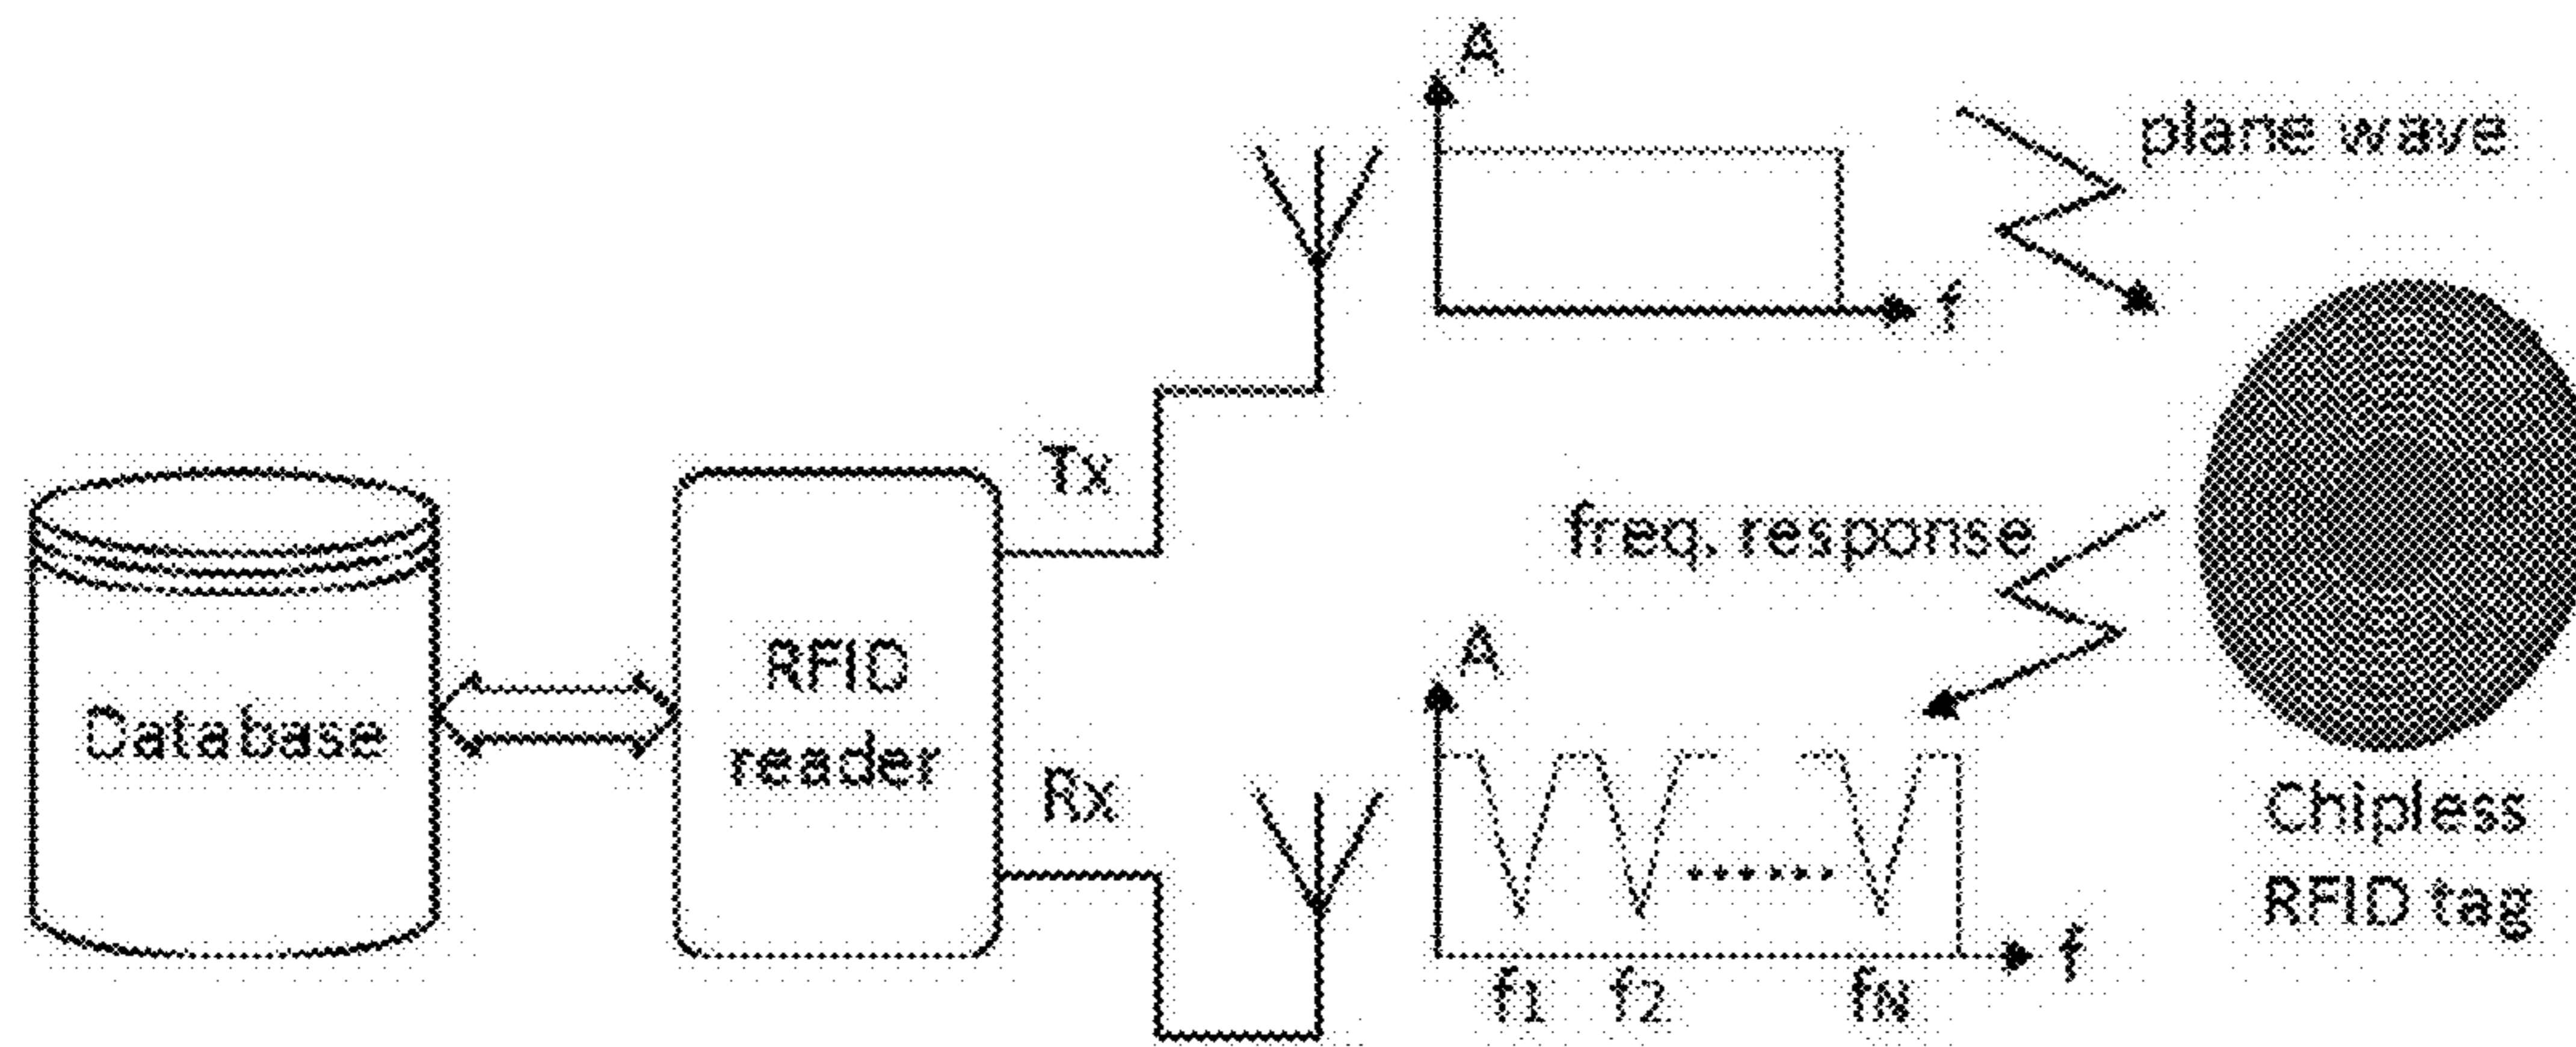 A
plane wave
f
Tx
freq. response
Database
RFID
reader
A
Rx
Chipless
RFID tag
f
f1 f2 fN